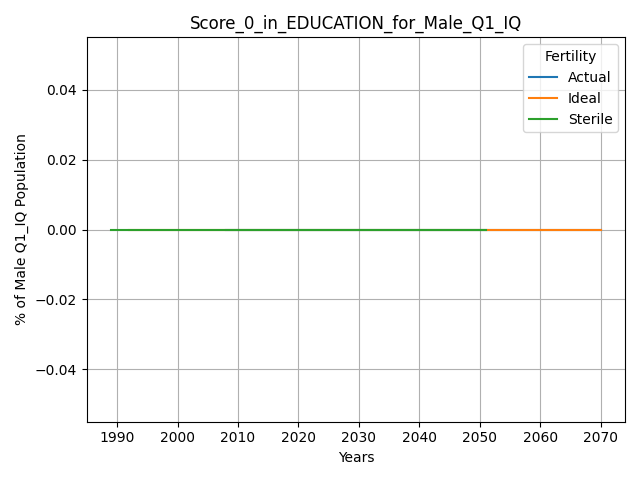 Score_0_in_EDUCATION_for_Male_Q1_IQ
% of Male Q1_IQ Population
0.04
0.02
0.00
−0.02
−0.04
Fertility
Actual
Ideal
Sterile
1990 2000 2010 2020 2030 2040 2050 2060 2070
Years